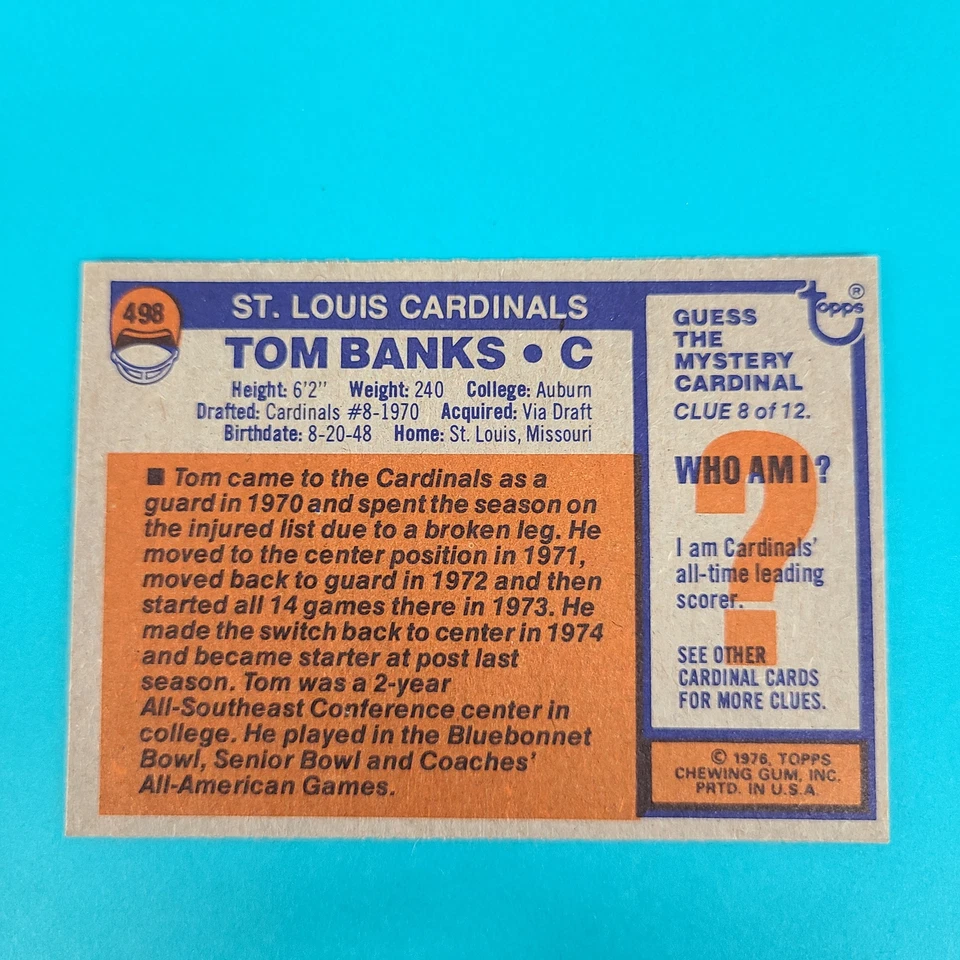 498
ST. LOUIS CARDINALS
TOM BANKS • C
Height: 6'2" Weight: 240 College: Auburn
Drafted: Cardinals #8-1970 Acquired: Via Draft
Birthdate: 8-20-48 Home: St. Louis, Missouri
■ Tom came to the Cardinals as a
guard in 1970 and spent the season on
the injured list due to a broken leg. He
moved to the center position in 1971,
moved back to guard in 1972 and then
started all 14 games there in 1973. He
made the switch back to center in 1974
and became starter at post last
season. Tom was a 2-year
All-Southeast Conference center in
college. He played in the Bluebonnet
Bowl, Senior Bowl and Coaches'
All-American Games.
topps®
GUESS
THE
MYSTERY
CARDINAL
CLUE 8 of 12.
?
WHO AM I?
I am Cardinals'
all-time leading
scorer.
SEE OTHER
CARDINAL CARDS
FOR MORE CLUES.
© 1976, TOPPS
CHEWING GUM, INC.
PRTD. IN U.S.A.